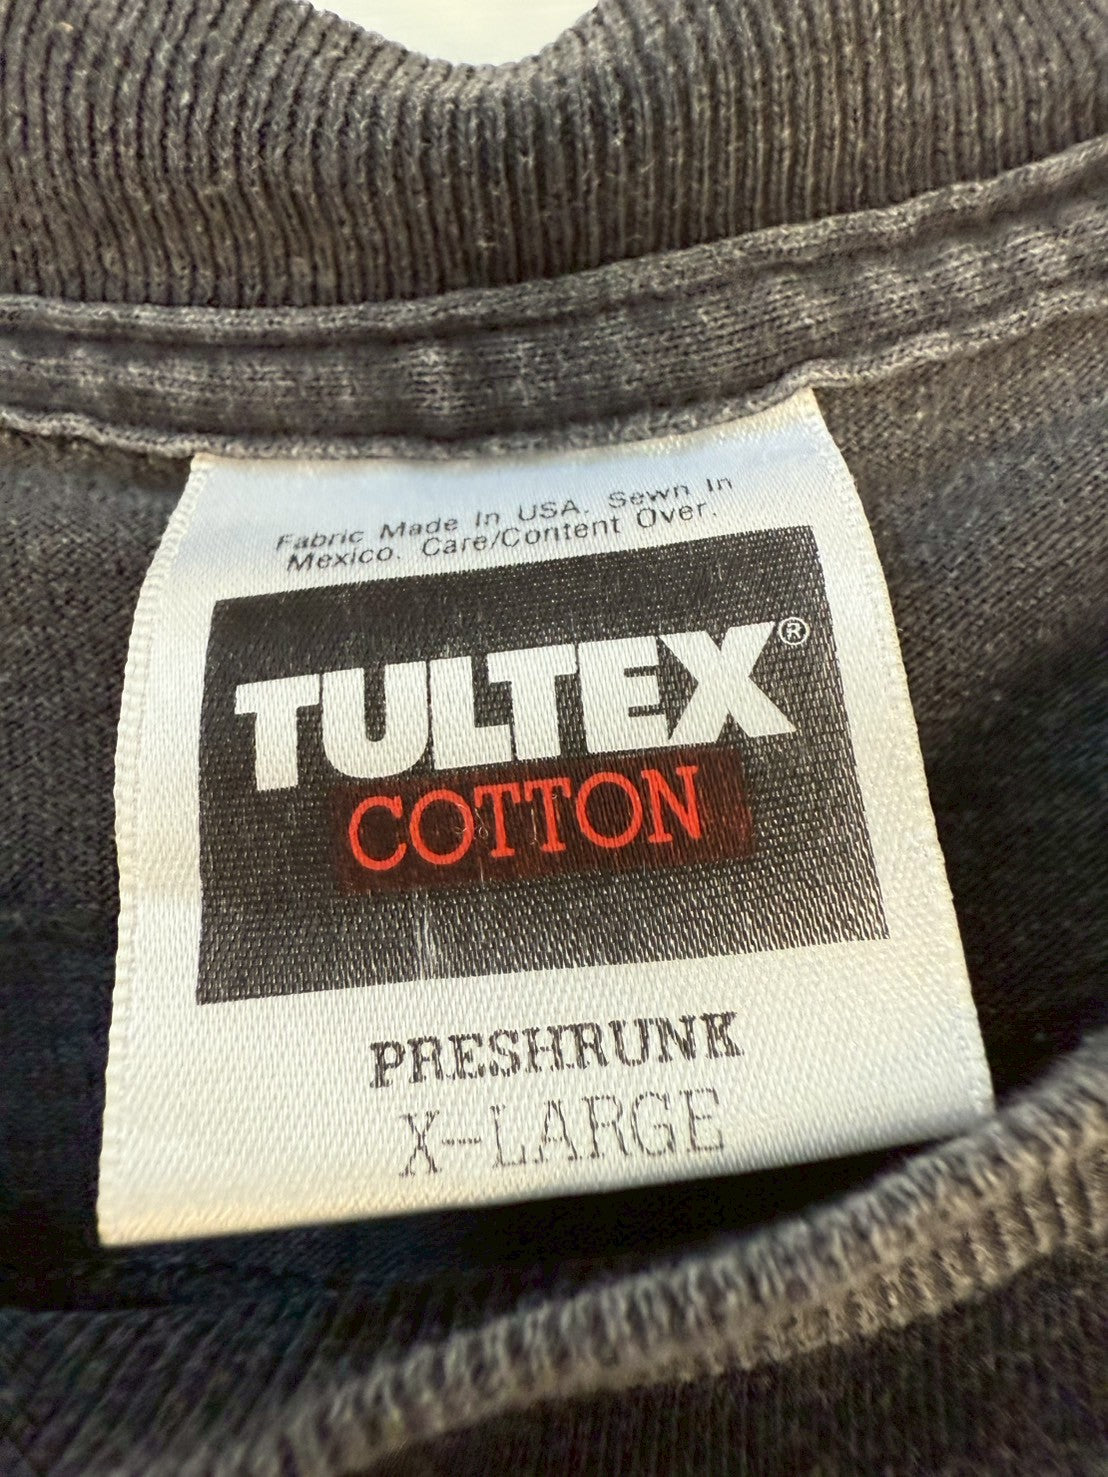 Fabric Made In USA. Sewn In
Mexico. Care/Content Over.
TULTEX®
COTTON
PRESHRUNK
X-LARGE